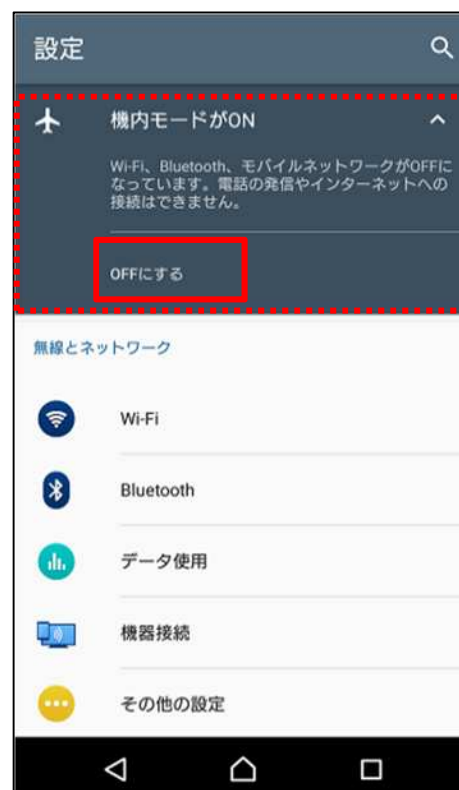 設定
機内モードがON
Wi-Fi、Bluetooth、モバイルネットワークがOFFに
なっています。電話の発信やインターネットへの
接続はできません。
OFFにする
無線とネットワーク
Wi-Fi
Bluetooth
データ使用
機器接続
その他の設定